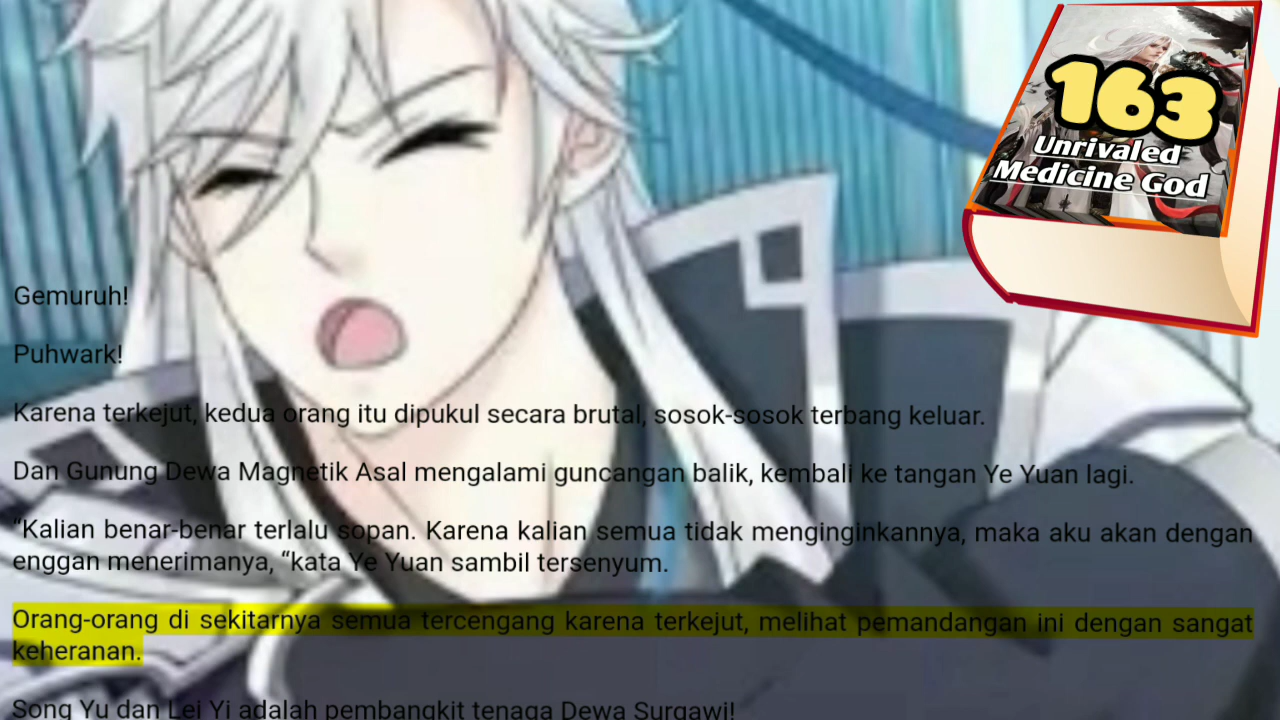 163
Unrivaled
Medicine God
Gemuruh!
Puhwark!
Karena terkejut, kedua orang itu dipukul secara brutal, sosok-sosok terbang keluar.
Dan Gunung Dewa Magnetik Asal mengalami guncangan balik, kembali ke tangan Ye Yuan lagi.
“Kalian benar-benar terlalu sopan. Karena kalian semua tidak menginginkannya, maka aku akan dengan
enggan menerimanya, “kata Ye Yuan sambil tersenyum.
Orang-orang di sekitarnya semua tercengang karena terkejut, melihat pemandangan ini dengan sangat
keheranan.
Song Yu dan Lei Yi adalah pembangkit tenaga Dewa Surgawi!